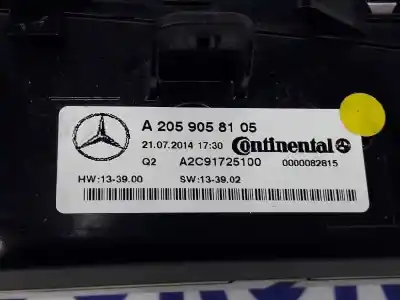 A 205 905 81 05
21.07.2014 17:30 Continental
Q2 A2C91725100 0000082815
HW:13-39.00 SW:13-39.02